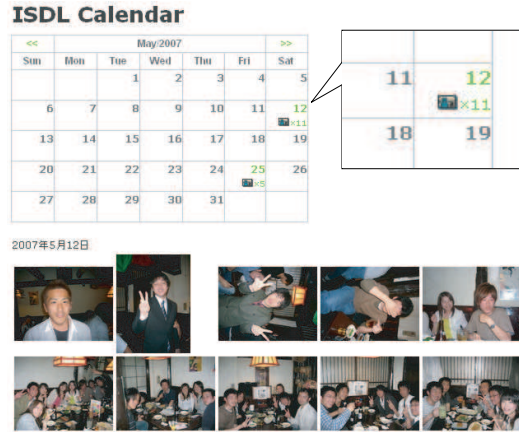 ISDL Calendar
<< May/2007 >>
Sun Mon Tue Wed Thu Fri Sat
1 2 3 4 5
6 7 8 9 10 11 12
×11
13 14 15 16 17 18 19
20 21 22 23 24 25 26
×5
27 28 29 30 31
11 12
×11
18 19
2007年5月12日